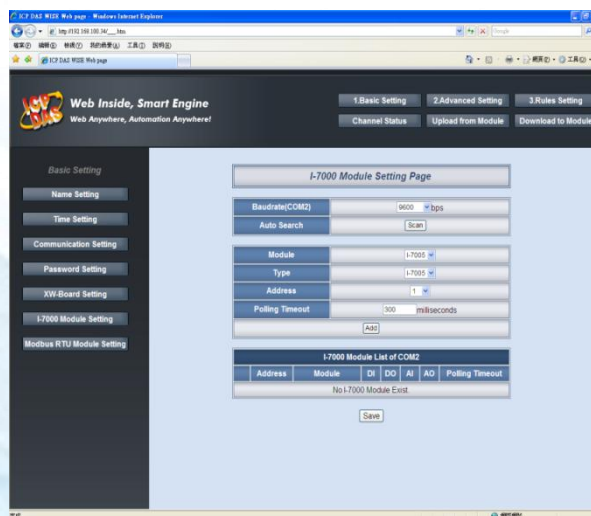 ICP DAS WISE Web page - Windows Internet Explorer
ICP DAS WISE Web page
ICP DAS
Web Inside, Smart Engine
Web Anywhere, Automation Anywhere!
1.Basic Setting
2.Advanced Setting
3.Rules Setting
Channel Status
Upload from Module
Download to Module
Basic Setting
Name Setting
Time Setting
Communication Setting
Password Setting
XW-Board Setting
I-7000 Module Setting
Modbus RTU Module Setting
I-7000 Module Setting Page
Baudrate(COM2) 9600 bps
Auto Search Scan
Module I-7005
Type I-7005
Address 1
Polling Timeout 300 milliseconds
Add
I-7000 Module List of COM2
Address Module DI DO AI AO Polling Timeout
No I-7000 Module Exist.
Save